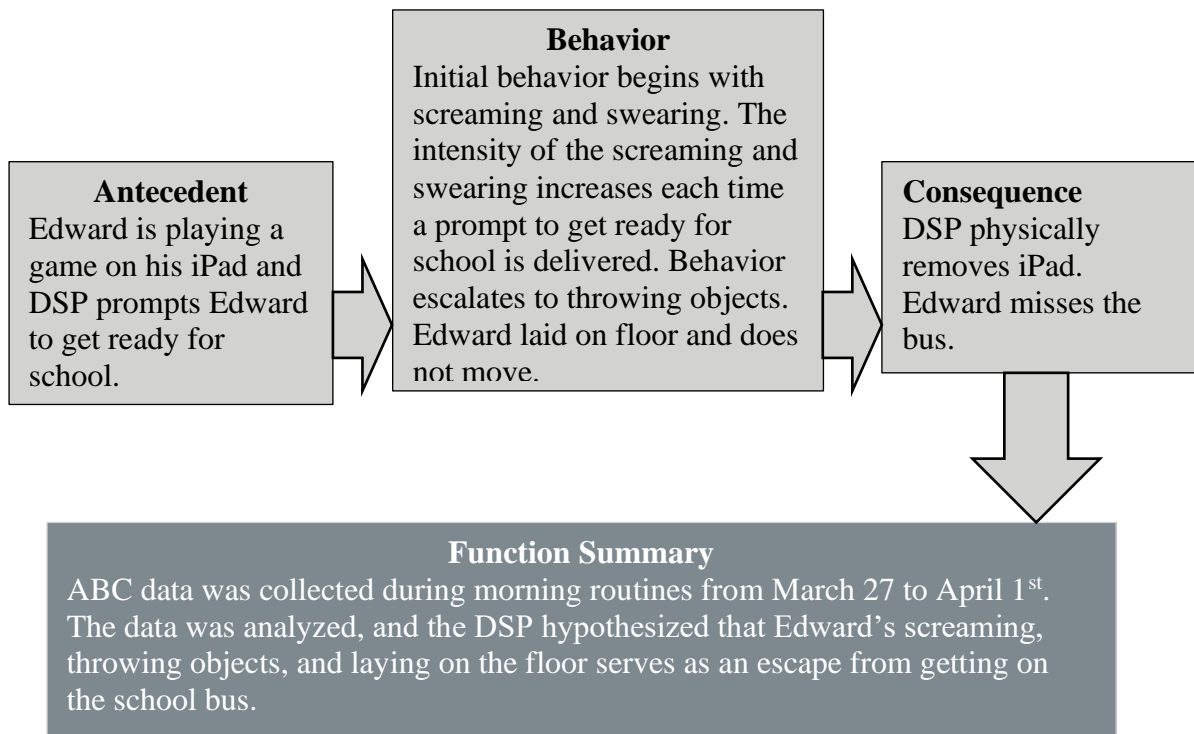 Antecedent
Edward is playing a
game on his iPad and
DSP prompts Edward
to get ready for
school.
Behavior
Initial behavior begins with
screaming and swearing. The
intensity of the screaming and
swearing increases each time
a prompt to get ready for
school is delivered. Behavior
escalates to throwing objects.
Edward laid on floor and does
not move.
Consequence
DSP physically
removes iPad.
Edward misses the
bus.
Function Summary
ABC data was collected during morning routines from March 27 to April 1st.
The data was analyzed, and the DSP hypothesized that Edward’s screaming,
throwing objects, and laying on the floor serves as an escape from getting on
the school bus.